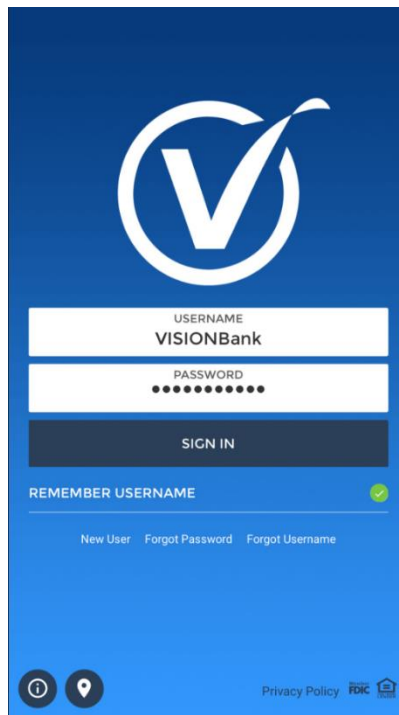 USERNAME
VISIONBank
PASSWORD
●●●●●●●●●●●
SIGN IN
REMEMBER USERNAME
New User Forgot Password Forgot Username
Privacy Policy FDIC